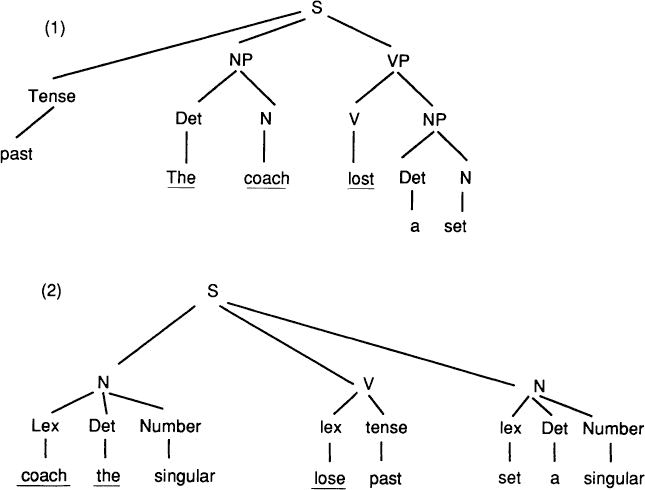 (1) S
NP VP
Tense
Det N V NP
past
The coach lost Det N
a set
(2) S
N V N
Lex Det Number lex tense lex Det Number
coach the singular lose past set a singular